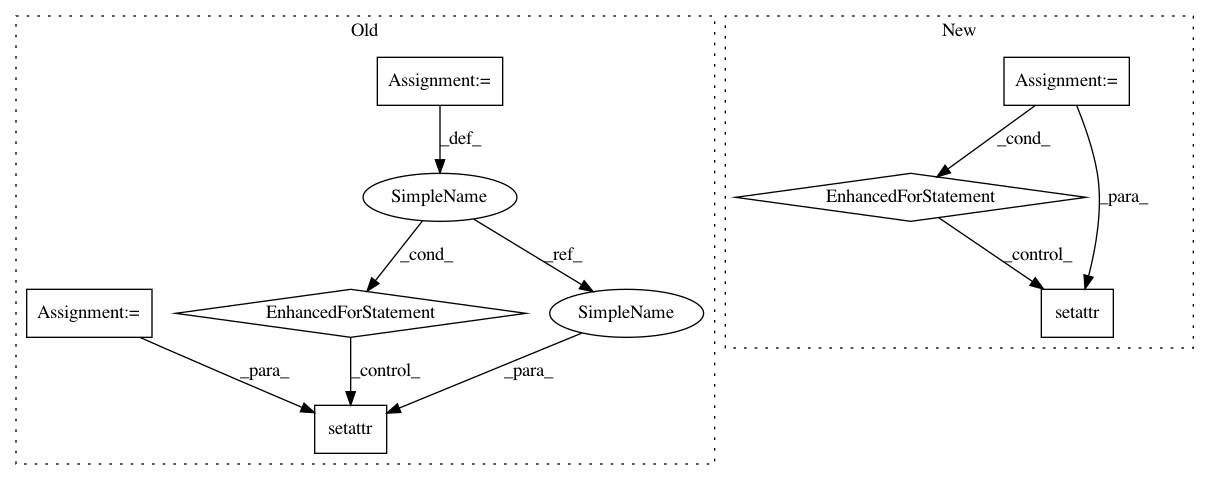 Old
New
Assignment:=
Assignment:=
_def_
_cond_
SimpleName
EnhancedForStatement
_para_
_cond_
_ref_
_control_
Assignment:=
EnhancedForStatement
SimpleName
setattr
_para_
_control_
_para_
setattr